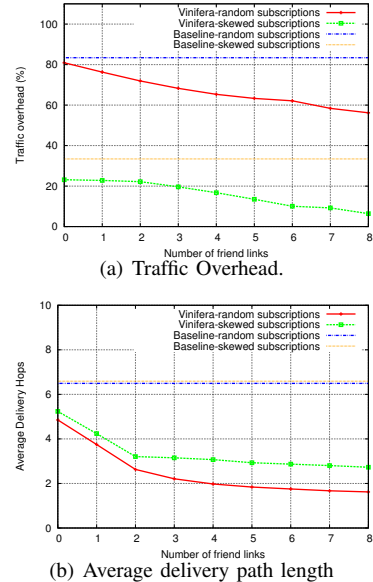 Vinifera-random subscriptions
Vinifera-skewed subscriptions
Baseline-random subscriptions
Baseline-skewed subscriptions
100
80
60
40
20
0
Traffic overhead (%)
0 1 2 3 4 5 6 7 8
Number of friend links
(a) Traffic Overhead.
Vinifera-random subscriptions
Vinifera-skewed subscriptions
Baseline-random subscriptions
Baseline-skewed subscriptions
10
8
6
4
2
0
Average Delivery Hops
0 1 2 3 4 5 6 7 8
Number of friend links
(b) Average delivery path length